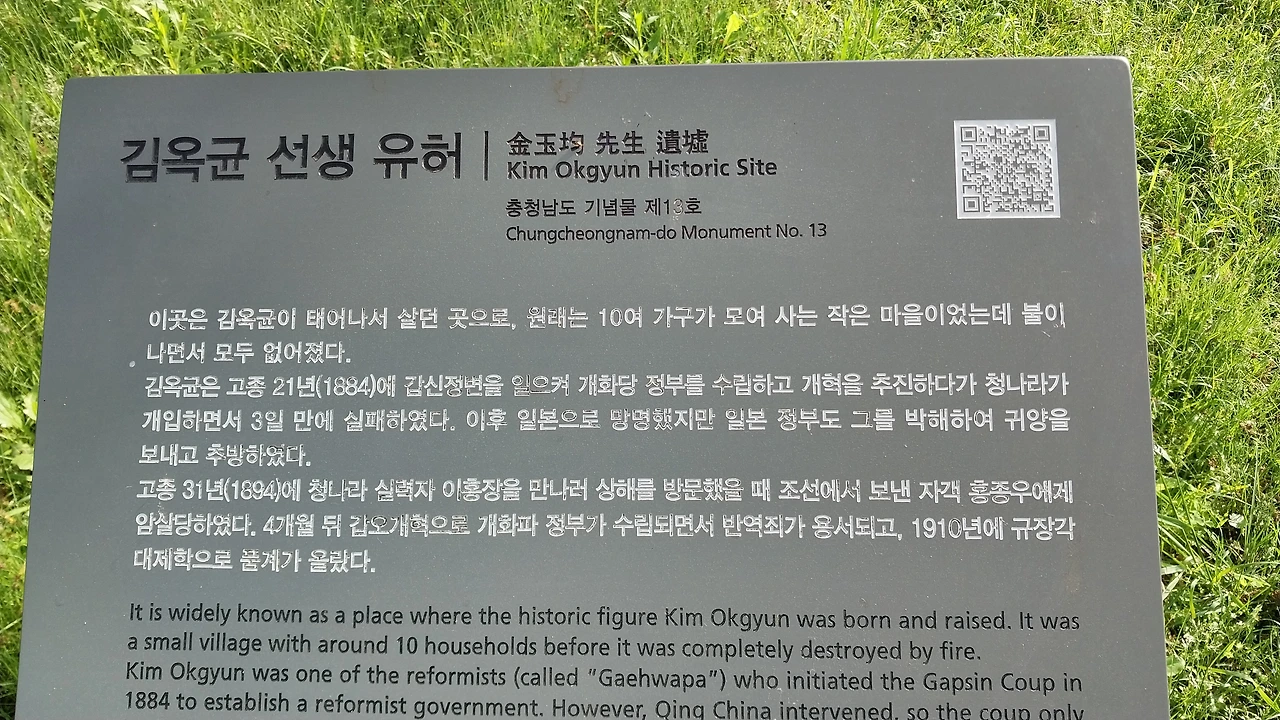 김옥균 선생 유허
金玉均 先生 遺墟
Kim Okgyun Historic Site
충청남도 기념물 제13호
Chungcheongnam-do Monument No. 13
이곳은 김옥균이 태어나서 살던 곳으로, 원래는 10여 가구가 모여 사는 작은 마을이었는데 불이
나면서 모두 없어졌다.
김옥균은 고종 21년(1884)에 갑신정변을 일으켜 개화당 정부를 수립하고 개혁을 추진하다가 청나라가
개입하면서 3일 만에 실패하였다. 이후 일본으로 망명했지만 일본 정부도 그를 박해하여 귀양을
보내고 추방하였다.
고종 31년(1894)에 청나라 실력자 이홍장을 만나러 상해를 방문했을 때 조선에서 보낸 자객 홍종우에게
암살당하였다. 4개월 뒤 갑오개혁으로 개화파 정부가 수립되면서 반역죄가 용서되고, 1910년에 규장각
대제학으로 품계가 올랐다.
It is widely known as a place where the historic figure Kim Okgyun was born and raised. It was
a small village with around 10 households before it was completely destroyed by fire.
Kim Okgyun was one of the reformists (called “Gaehwapa”) who initiated the Gapsin Coup in
1884 to establish a reformist government. However, Qing China intervened, so the coup only